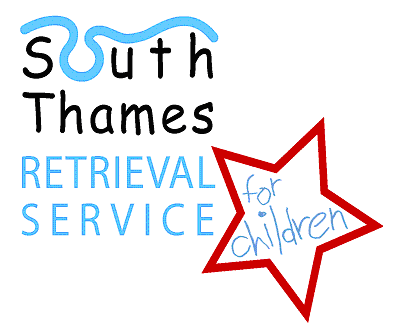 South
Thames
RETRIEVAL
SERVICE
for
children